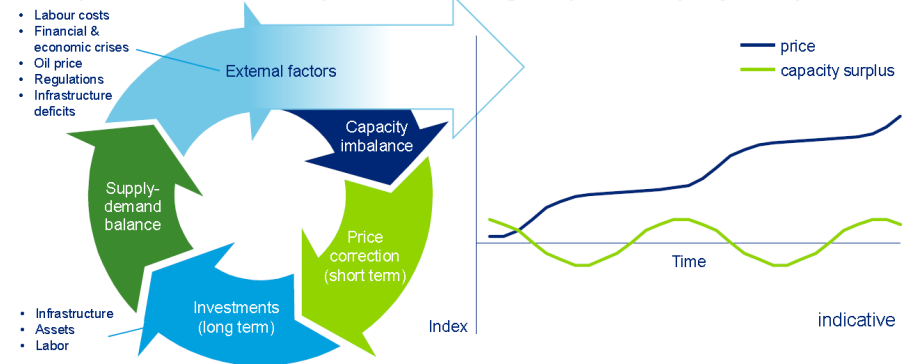 • Labour costs
• Financial &
economic crises
• Oil price
• Regulations
• Infrastructure
deficits
External factors
Capacity
imbalance
Supply-
demand
balance
Price
correction
(short term)
Investments
(long term)
• Infrastructure
• Assets
• Labor
price
capacity surplus
Time
Index
indicative